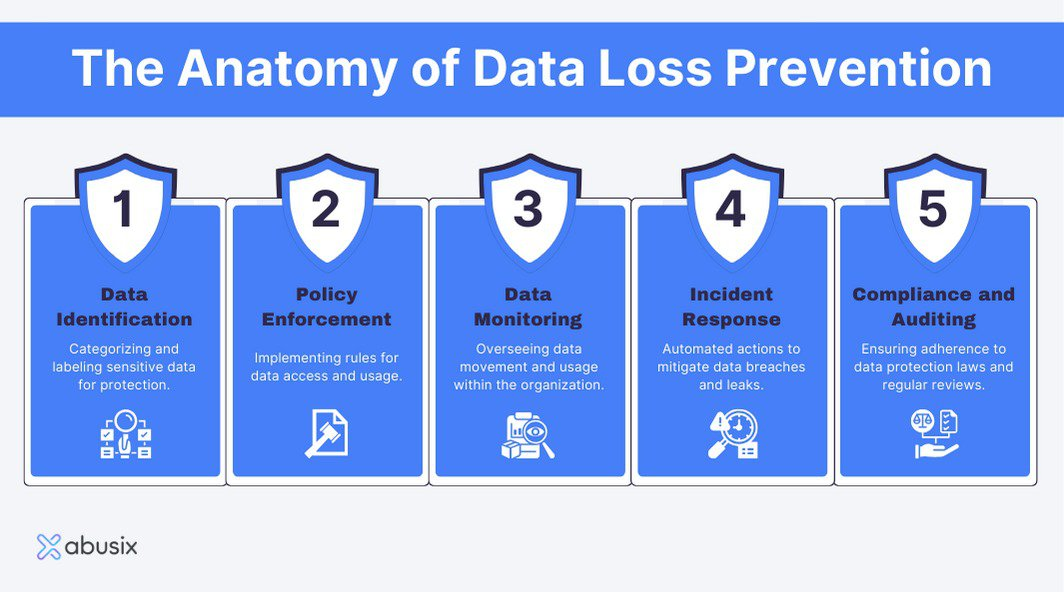 The Anatomy of Data Loss Prevention
1
Data
Identification
Categorizing and
labeling sensitive data
for protection.
2
Policy
Enforcement
Implementing rules for
data access and usage.
3
Data
Monitoring
Overseeing data
movement and usage
within the organization.
4
Incident
Response
Automated actions to
mitigate data breaches
and leaks.
5
Compliance and
Auditing
Ensuring adherence to
data protection laws and
regular reviews.
abusix